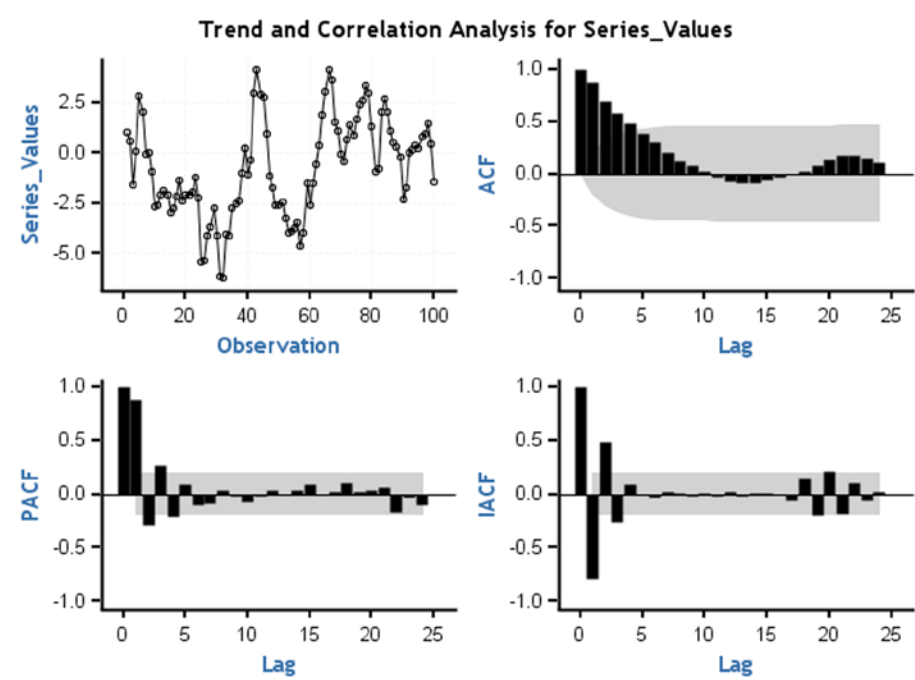 Trend and Correlation Analysis for Series_Values
Series_Values
2.5
0.0
-2.5
-5.0
0 20 40 60 80 100
Observation
ACF
1.0
0.5
0.0
-0.5
-1.0
0 5 10 15 20 25
Lag
PACF
1.0
0.5
0.0
-0.5
-1.0
0 5 10 15 20 25
Lag
IACF
1.0
0.5
0.0
-0.5
-1.0
0 5 10 15 20 25
Lag